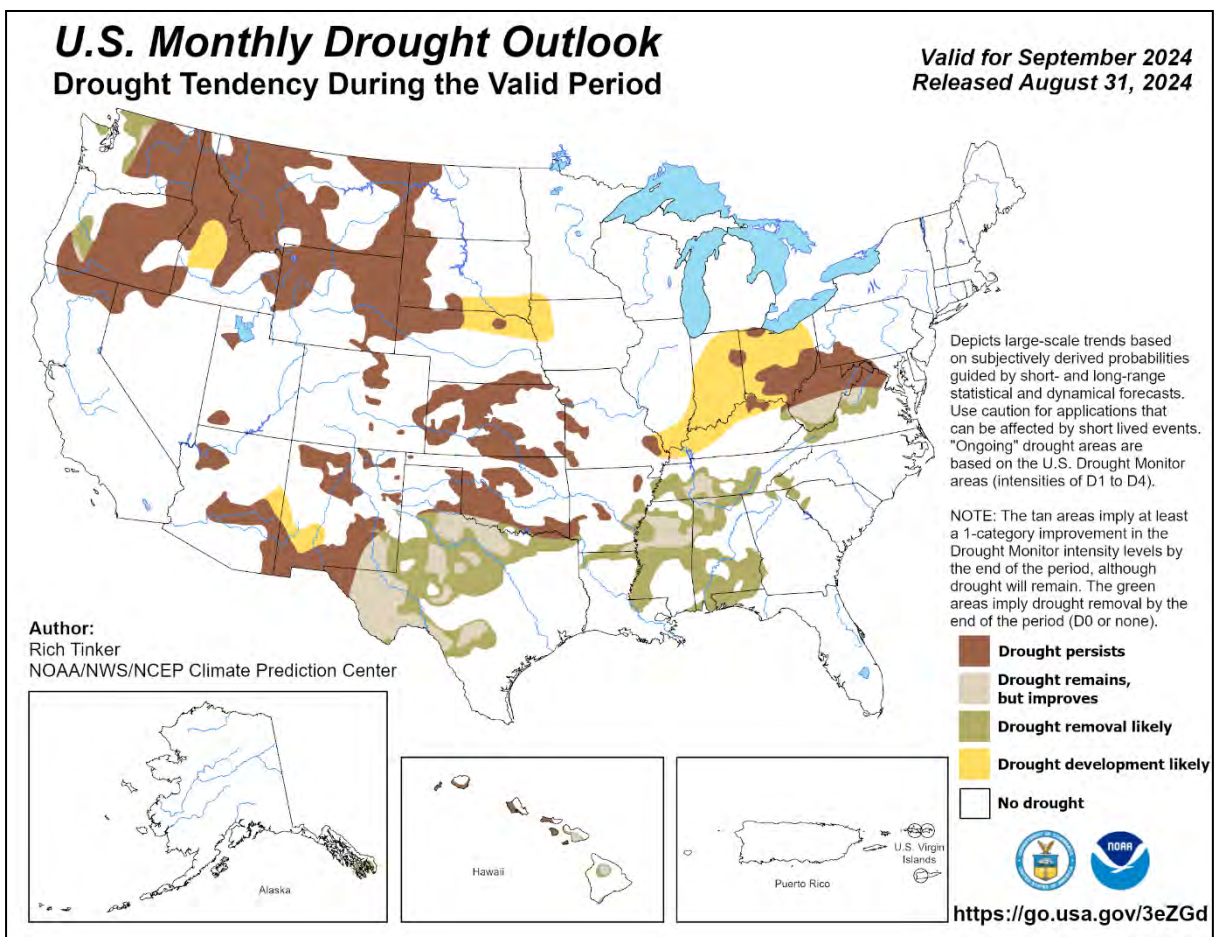 U.S. Monthly Drought Outlook
Drought Tendency During the Valid Period
Valid for September 2024
Released August 31, 2024
Depicts large-scale trends based
on subjectively derived probabilities
guided by short- and long-range
statistical and dynamical forecasts.
Use caution for applications that
can be affected by short lived events.
"Ongoing" drought areas are
based on the U.S. Drought Monitor
areas (intensities of D1 to D4).
NOTE: The tan areas imply at least
a 1-category improvement in the
Drought Monitor intensity levels by
the end of the period, although
drought will remain. The green
areas imply drought removal by the
end of the period (D0 or none).
Author:
Rich Tinker
NOAA/NWS/NCEP Climate Prediction Center
Drought persists
Drought remains,
but improves
Drought removal likely
Drought development likely
No drought
Alaska
Hawaii
Puerto Rico
U.S. Virgin
Islands
NOAA
https://go.usa.gov/3eZGd